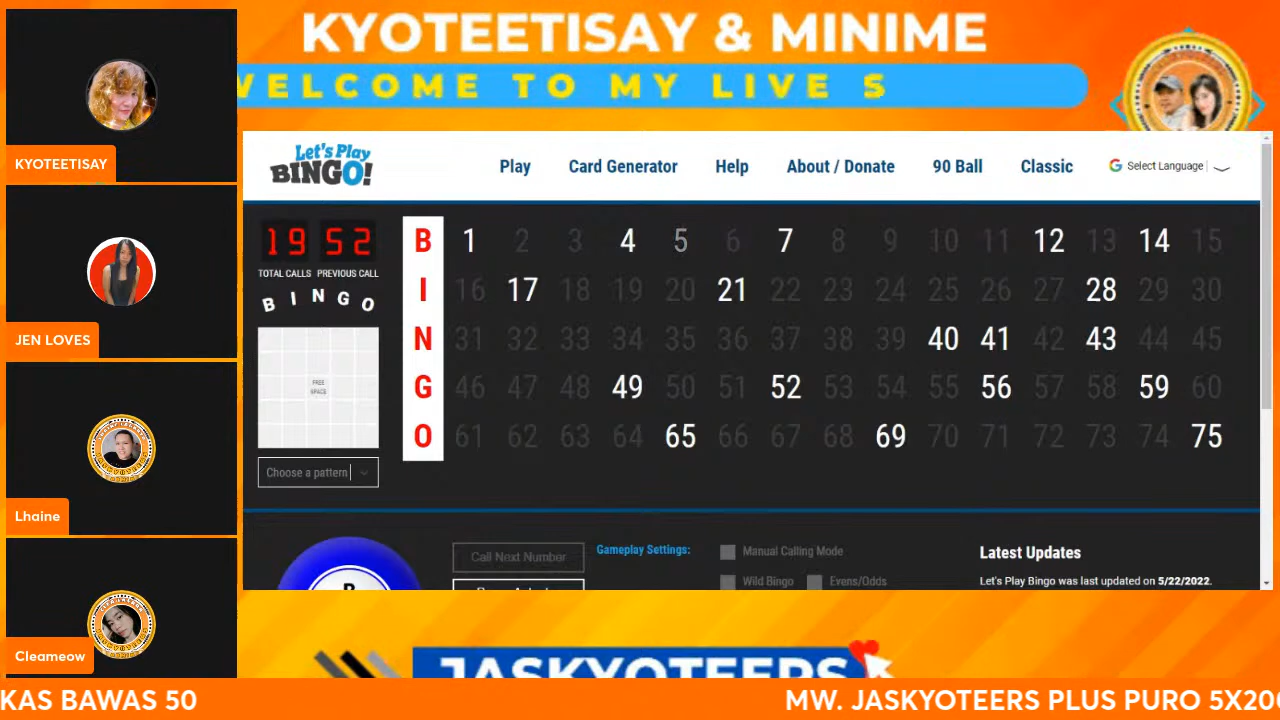 KYOTEETISAY & MINIME
WELCOME TO MY LIVE S
KYOTEETISAY
JEN LOVES
Lhaine
Cleameow
Let's Play
BINGO!
Play Card Generator Help About / Donate 90 Ball Classic Select Language
19 52
TOTAL CALLS PREVIOUS CALL
BINGO
FREE
SPACE
Choose a pattern
B 1 2 3 4 5 6 7 8 9 10 11 12 13 14 15
I 16 17 18 19 20 21 22 23 24 25 26 27 28 29 30
N 31 32 33 34 35 36 37 38 39 40 41 42 43 44 45
G 46 47 48 49 50 51 52 53 54 55 56 57 58 59 60
O 61 62 63 64 65 66 67 68 69 70 71 72 73 74 75
B
Call Next Number
Gameplay Settings:
Manual Calling Mode
Wild Bingo Evens/Odds
Latest Updates
Let's Play Bingo was last updated on 5/22/2022.
JASKYOTEERS
KAS BAWAS 50
MW. JASKYOTEERS PLUS PURO 5X200